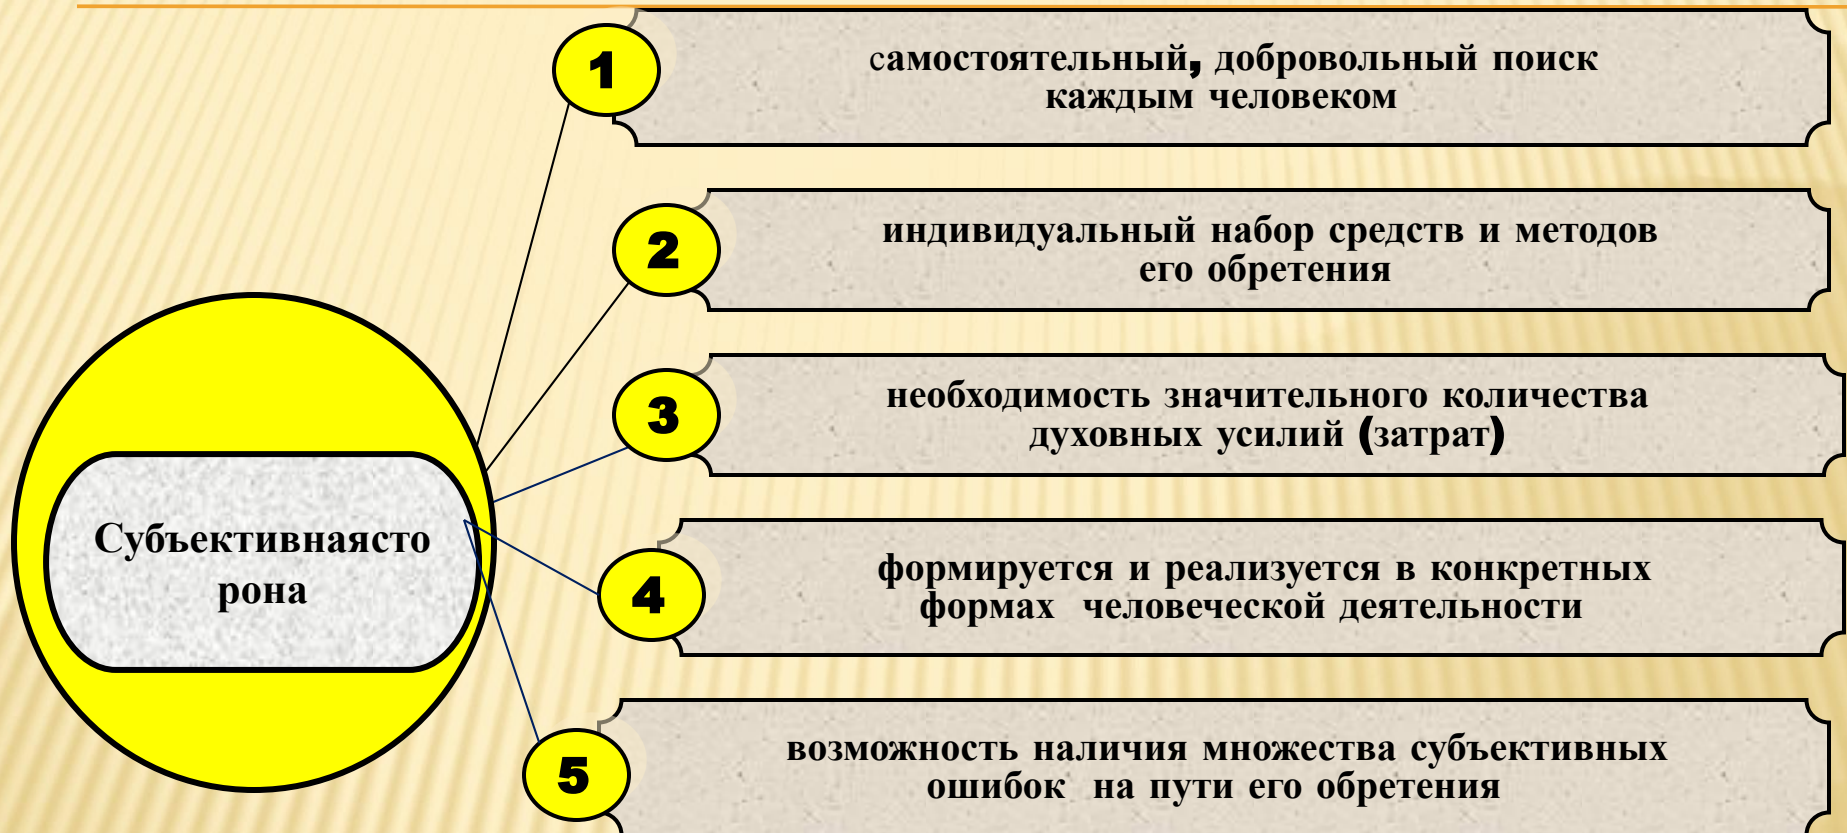 1
самостоятельный, добровольный поиск
каждым человеком
2
индивидуальный набор средств и методов
его обретения
3
необходимость значительного количества
духовных усилий (затрат)
Субъективнаясто
рона
4
формируется и реализуется в конкретных
формах человеческой деятельности
5
возможность наличия множества субъективных
ошибок на пути его обретения